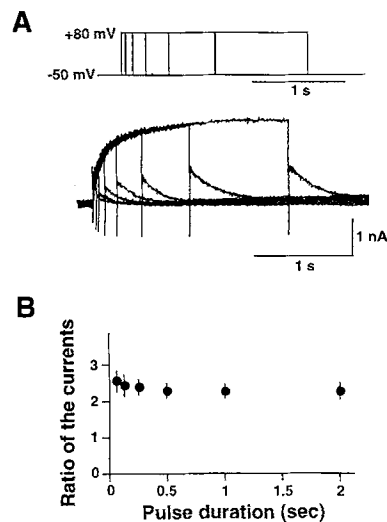 A
+80 mV
-50 mV
1 s
1 nA
1 s
B
Ratio of the currents
3
2
1
0
0 0.5 1 1.5 2
Pulse duration (sec)